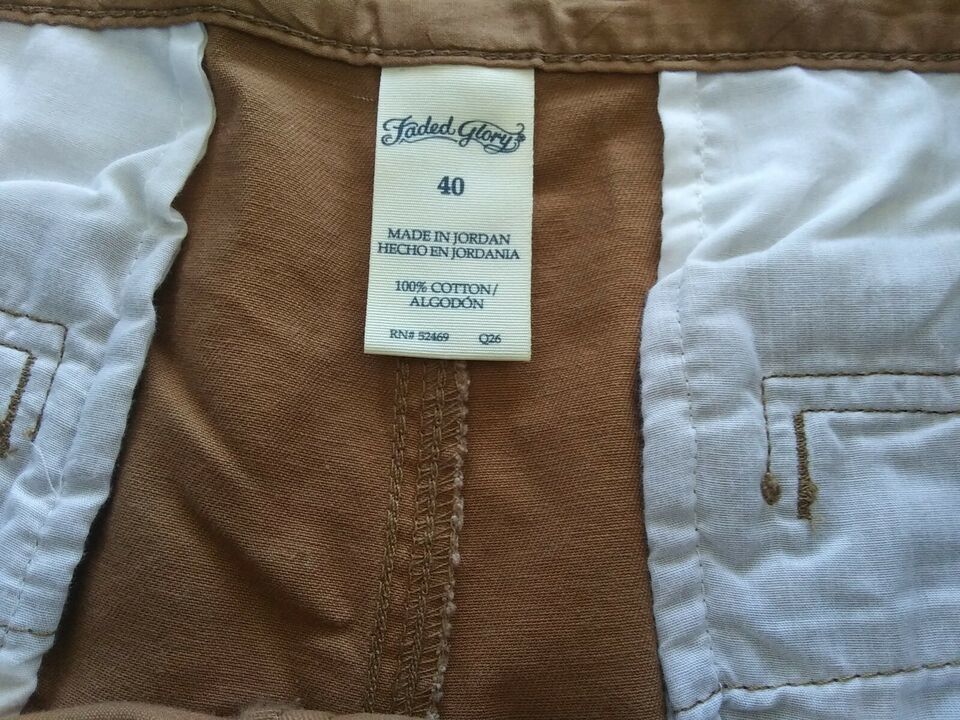 Faded Glory
40
MADE IN JORDAN
HECHO EN JORDANIA
100% COTTON/
ALGODÓN
RN# 52469 Q26